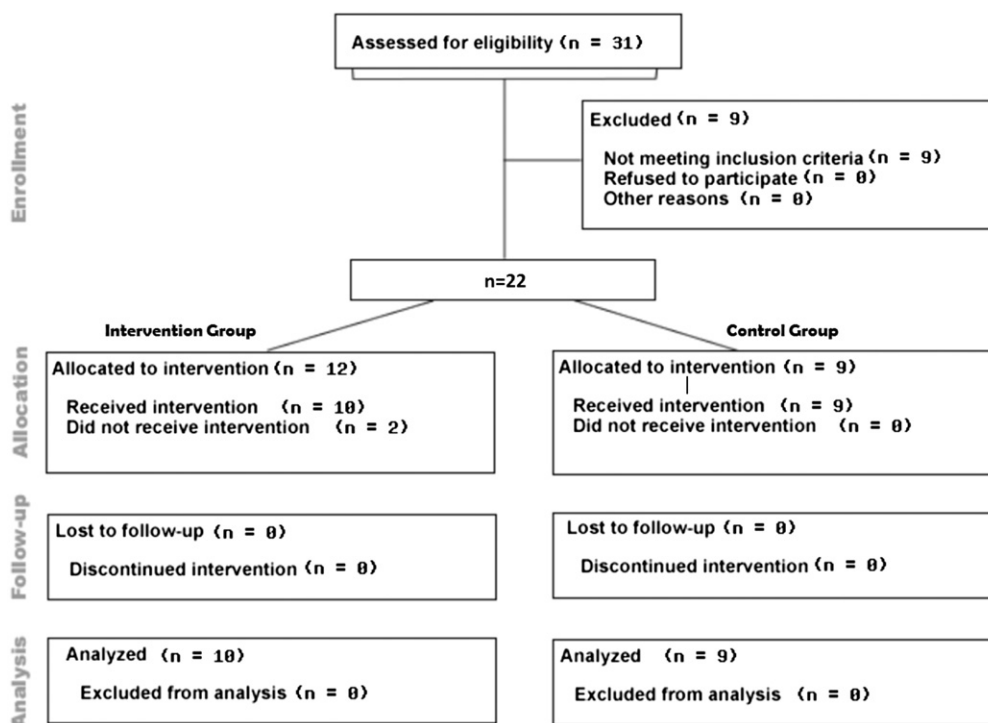 Assessed for eligibility (n = 31)
Enrollment
Excluded (n = 9)
Not meeting inclusion criteria (n = 9)
Refused to participate (n = 0)
Other reasons (n = 0)
n=22
Intervention Group
Control Group
Allocation
Allocated to intervention (n = 12)
Received intervention (n = 10)
Did not receive intervention (n = 2)
Allocated to intervention (n = 9)
Received intervention (n = 9)
Did not receive intervention (n = 0)
Follow-up
Lost to follow-up (n = 0)
Discontinued intervention (n = 0)
Lost to follow-up (n = 0)
Discontinued intervention (n = 0)
Analysis
Analyzed (n = 10)
Excluded from analysis (n = 0)
Analyzed (n = 9)
Excluded from analysis (n = 0)